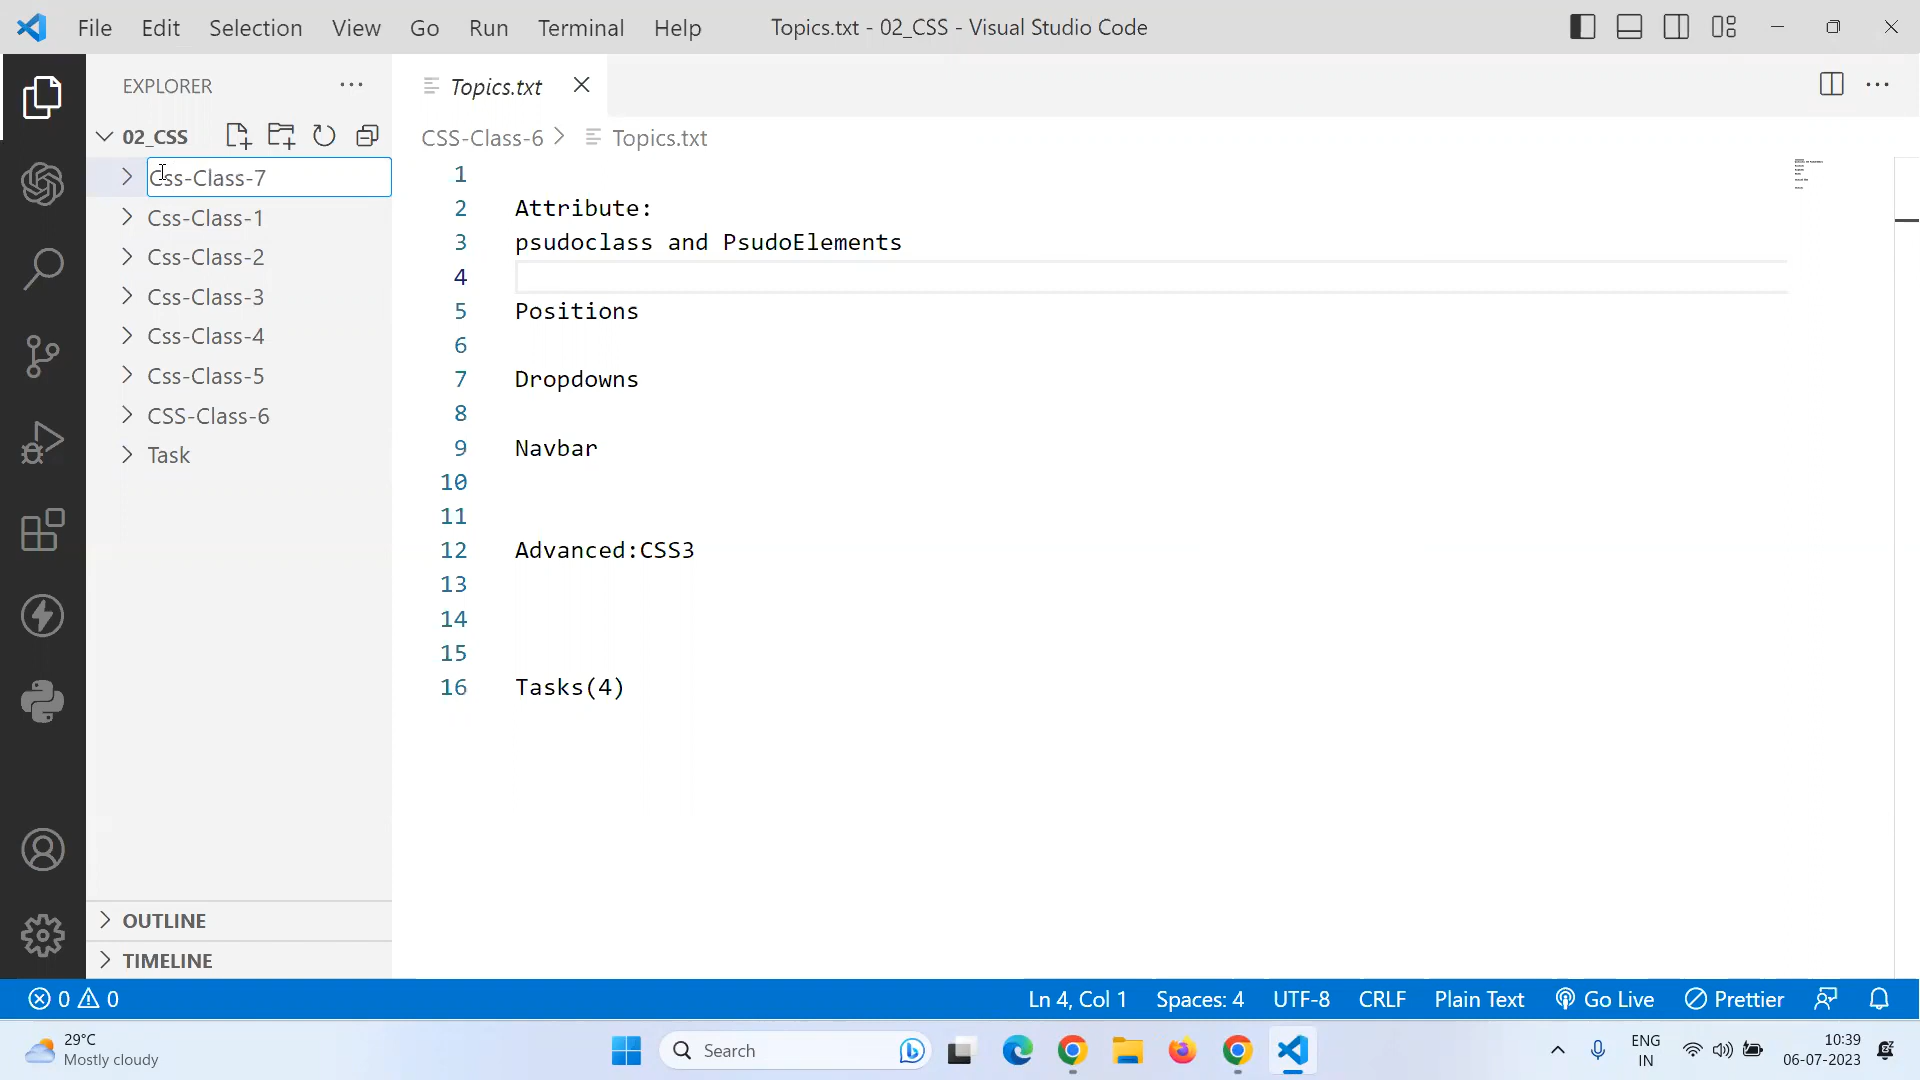 File Edit Selection View Go Run Terminal Help Topics.txt - 02_CSS - Visual Studio Code
EXPLORER
Topics.txt
02_CSS
CSS-Class-6 > Topics.txt
Css-Class-7
Css-Class-1
Css-Class-2
Css-Class-3
Css-Class-4
Css-Class-5
CSS-Class-6
Task
OUTLINE
TIMELINE
1
2 Attribute:
3 psudoclass and PsudoElements
4
5 Positions
6
7 Dropdowns
8
9 Navbar
10
11
12 Advanced:CSS3
13
14
15
16 Tasks(4)
0 0 Ln 4, Col 1 Spaces: 4 UTF-8 CRLF Plain Text Go Live Prettier
29°C
Mostly cloudy
Search
ENG
IN
10:39
06-07-2023